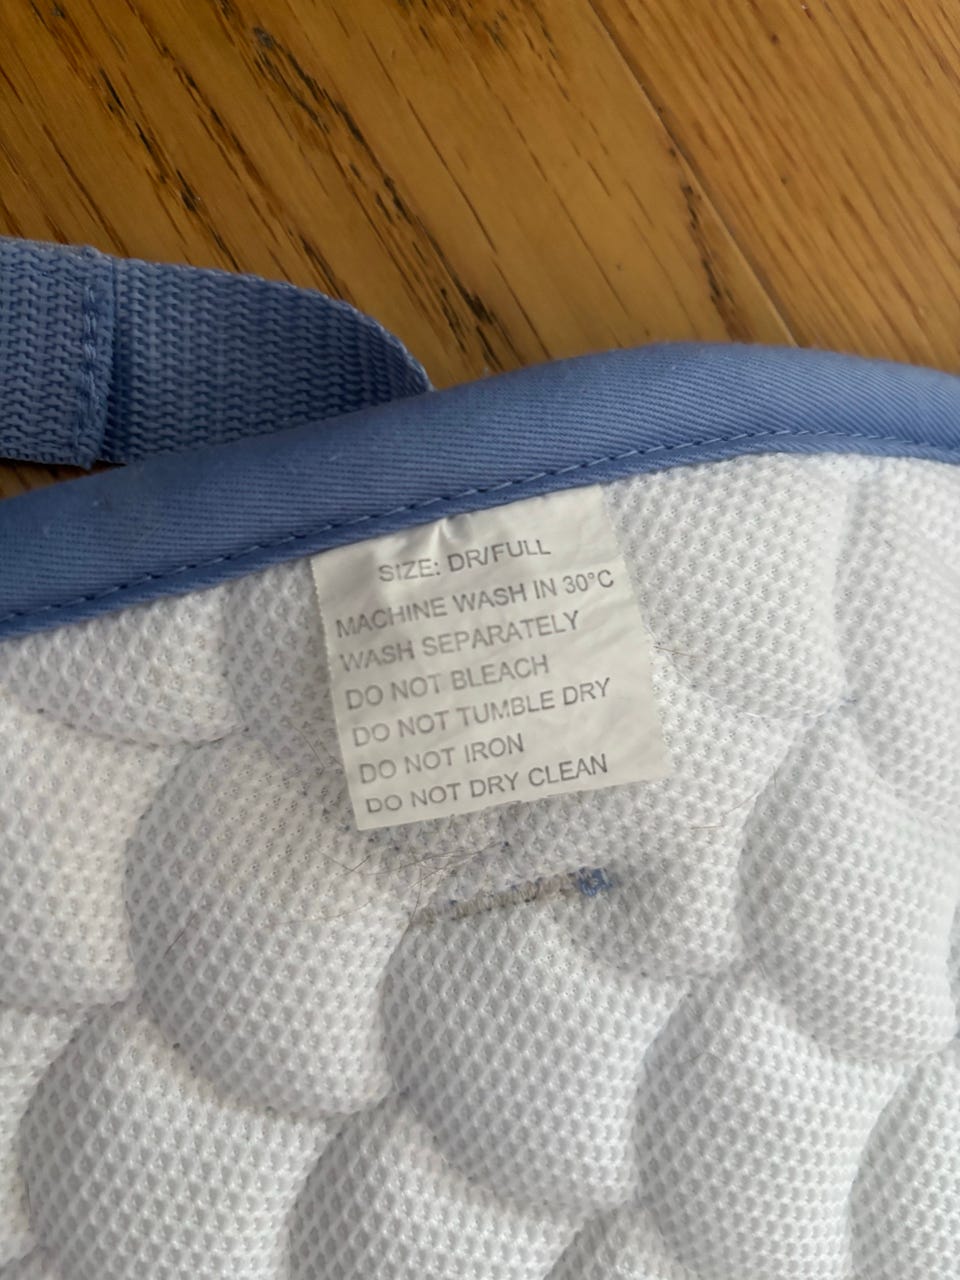 SIZE: DR/FULL
MACHINE WASH IN 30°C
WASH SEPARATELY
DO NOT BLEACH
DO NOT TUMBLE DRY
DO NOT IRON
DO NOT DRY CLEAN